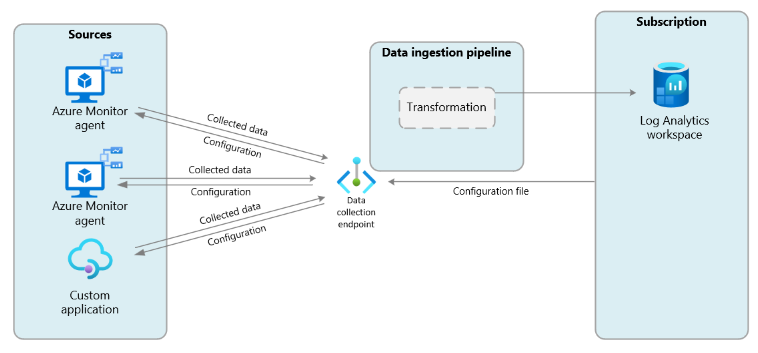 Sources
Azure Monitor
agent
Azure Monitor
agent
Custom
application
Collected data
Configuration
Collected data
Configuration
Collected data
Configuration
Data
collection
endpoint
Data ingestion pipeline
Transformation
Configuration file
Subscription
Log Analytics
workspace